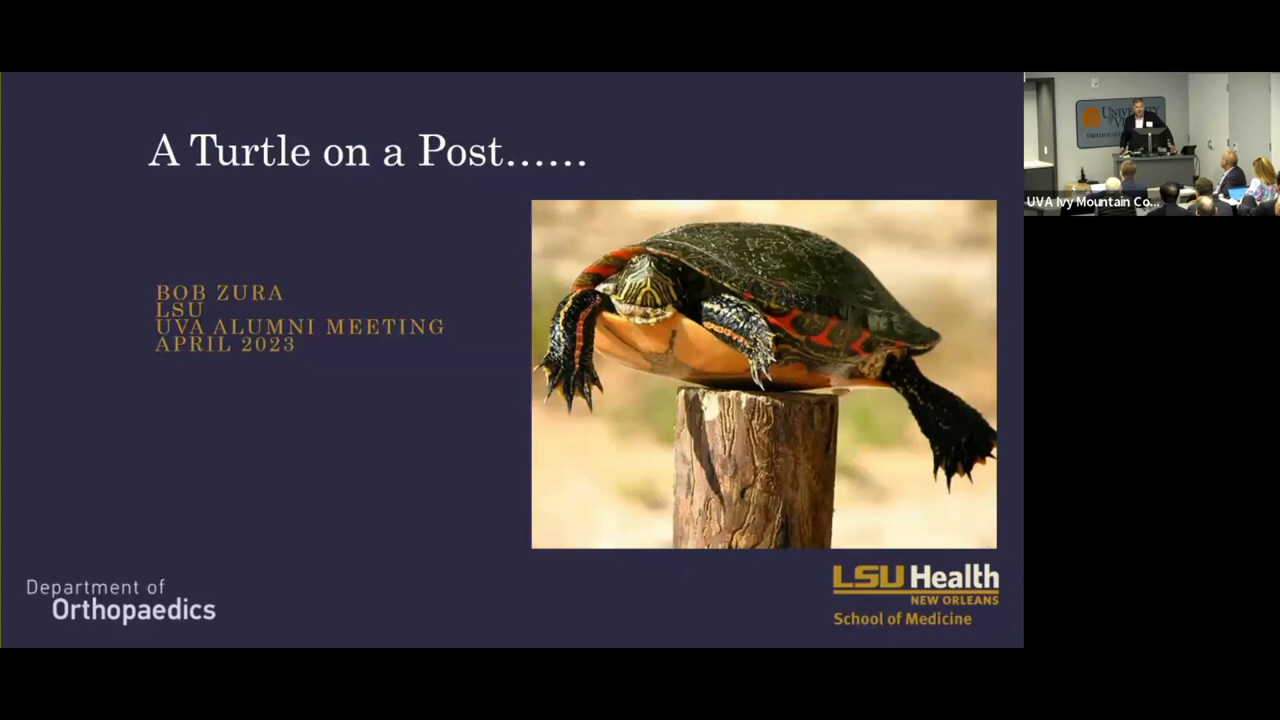 A Turtle on a Post......
BOB ZURA
LSU
UVA ALUMNI MEETING
APRIL 2023
Department of
Orthopaedics
LSU Health
NEW ORLEANS
School of Medicine
UNIVERSITY
UVA Ivy Mountain Co...